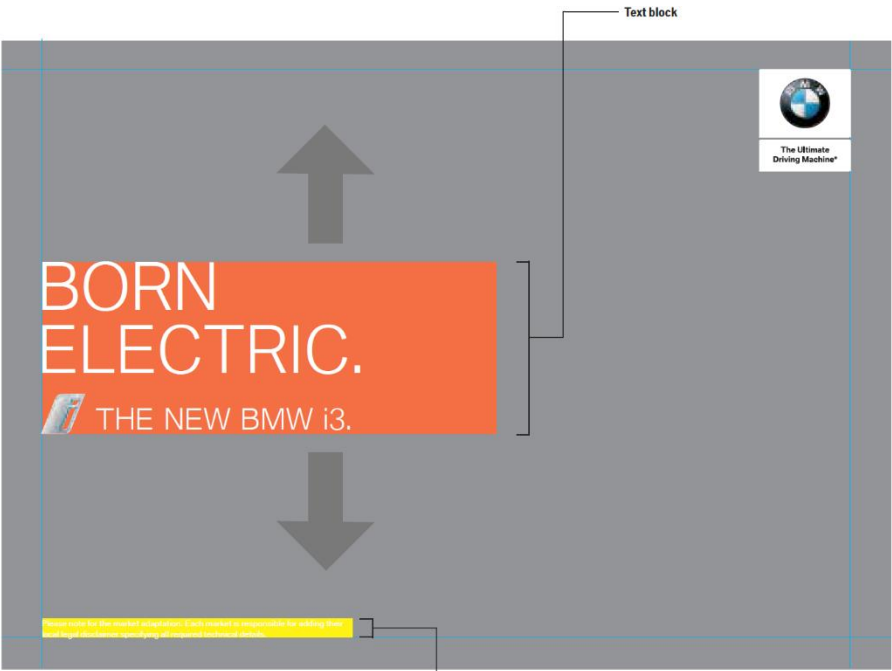 Text block
BMW
The Ultimate
Driving Machine®
BORN
ELECTRIC.
i THE NEW BMW i3.
Please note for the market adaptation. Each market is responsible for adding their
local legal disclaimer specifying all required technical details.